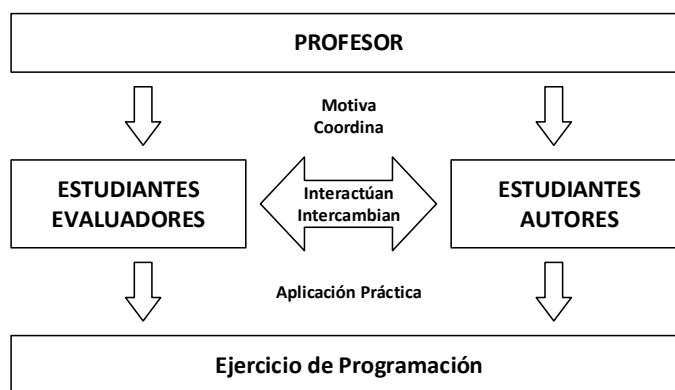 PROFESOR
Motiva
Coordina
ESTUDIANTES
EVALUADORES
Interactúan
Intercambian
ESTUDIANTES
AUTORES
Aplicación Práctica
Ejercicio de Programación